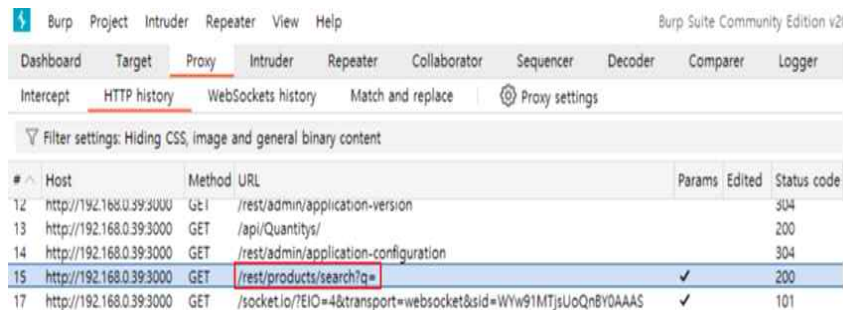 Burp Project Intruder Repeater View Help Burp Suite Community Edition
Dashboard Target Proxy Intruder Repeater Collaborator Sequencer Decoder Comparer Logger
Intercept HTTP history WebSockets history Match and replace Proxy settings
Filter settings: Hiding CSS, image and general binary content
# Host Method URL Params Edited Status code
12 http://192.168.0.39:3000 GET /rest/admin/application-version 304
13 http://192.168.0.39:3000 GET /api/Quantitys/ 200
14 http://192.168.0.39:3000 GET /rest/admin/application-configuration 304
15 http://192.168.0.39:3000 GET /rest/products/search?q= ✓ 200
17 http://192.168.0.39:3000 GET /socket.io/?EIO=4&transport=websocket&sid=WYw91MTjsUoQnBY0AAAS ✓ 101